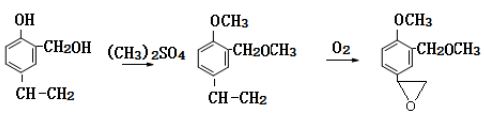 OH
CH2OH
CH-CH2
(CH3)2SO4
OCH3
CH2OCH3
CH-CH2
O2
OCH3
CH2OCH3
O